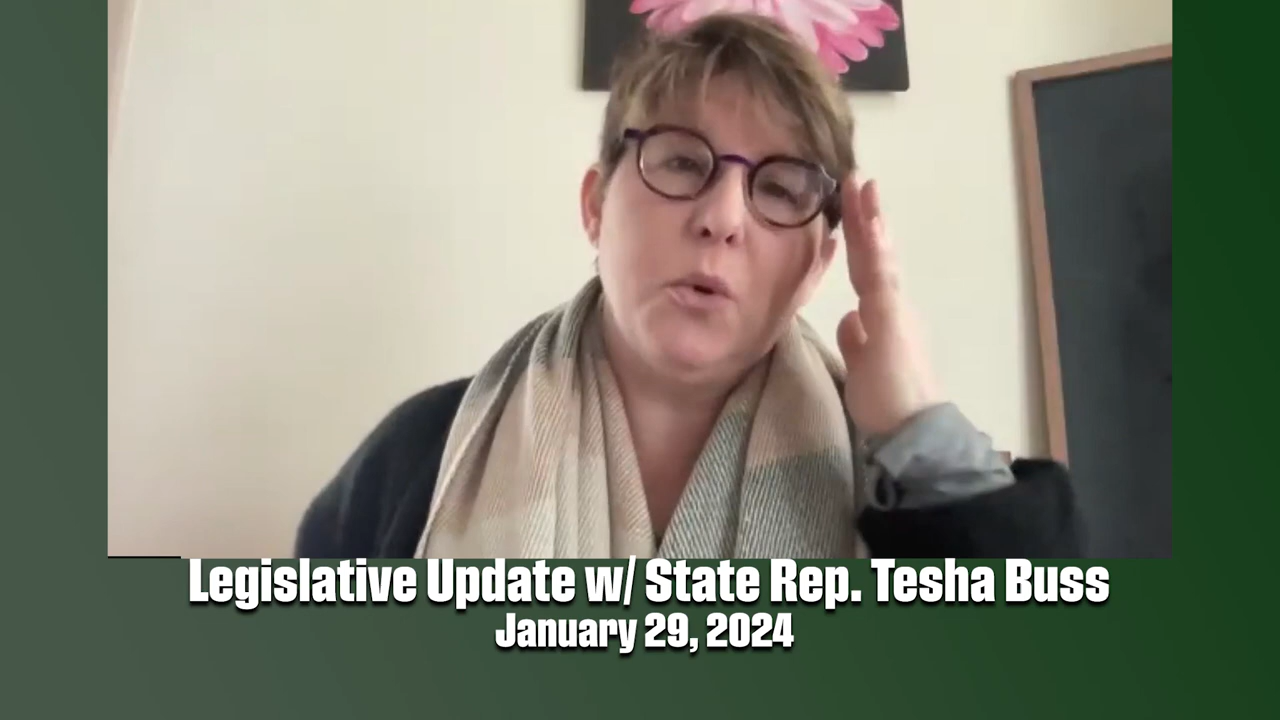 Legislative Update w/ State Rep. Tesha Buss
January 29, 2024